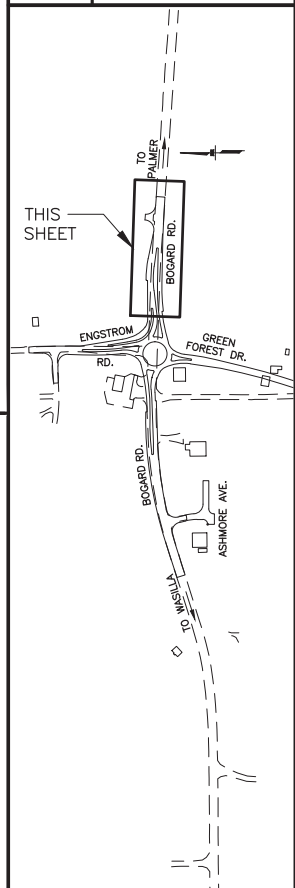 TO
PALMER
THIS
SHEET
BOGARD RD.
ENGSTROM
RD.
GREEN
FOREST DR.
BOGARD RD.
ASHMORE AVE.
TO WASILLA